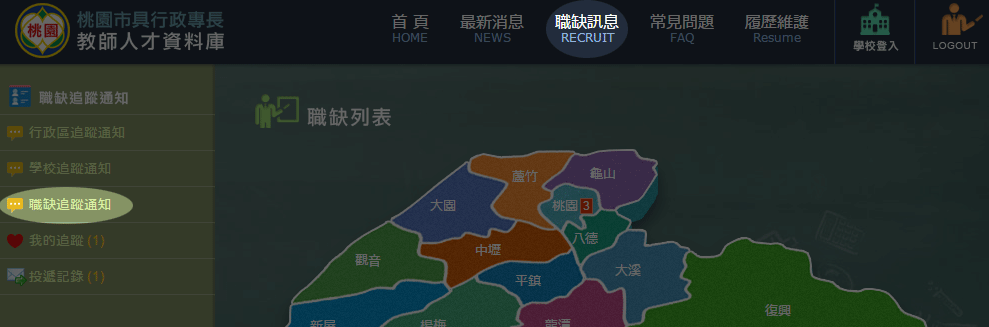 桃園市具行政專長
教師人才資料庫
桃園
首 頁
HOME
最新消息
NEWS
職缺訊息
RECRUIT
常見問題
FAQ
履歷維護
Resume
學校登入
LOGOUT
職缺追蹤通知
行政區追蹤通知
學校追蹤通知
職缺追蹤通知
我的追蹤 (1)
投遞記錄 (1)
職缺列表
蘆竹
龜山
大園
桃園 3
八德
中壢
觀音
平鎮
大溪
復興
新屋
楊梅
龍潭